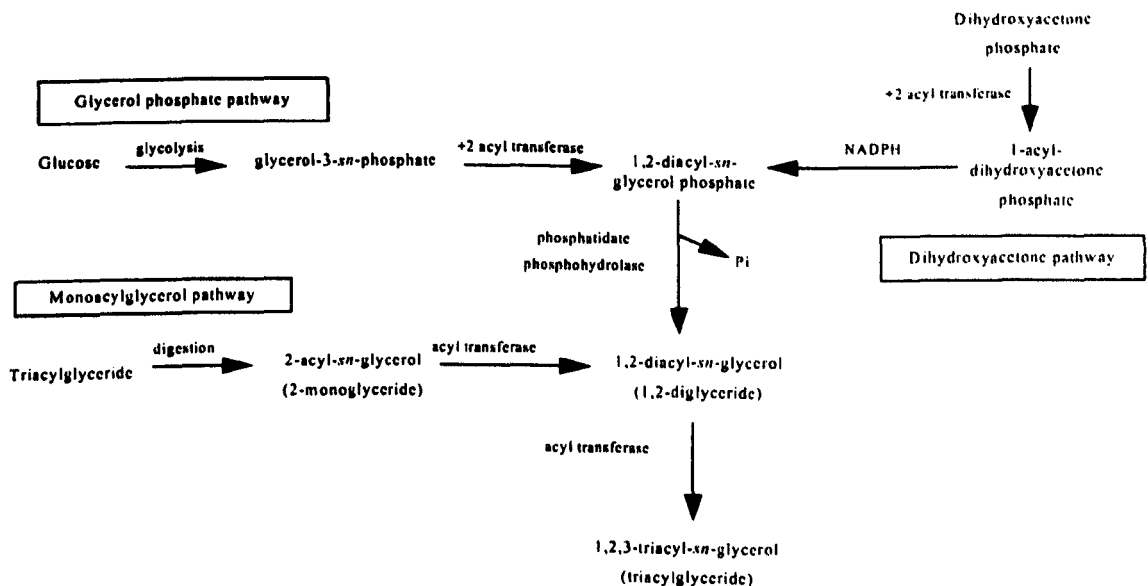 Dihydroxyacetone
phosphate
Glycerol phosphate pathway
+2 acyl transferase
Glucose
glycolysis
glycerol-3-sn-phosphate
+2 acyl transferase
1,2-diacyl-sn-
glycerol phosphate
NADPH
1-acyl-
dihydroxyacetone
phosphate
phosphatidate
phosphohydrolase
Pi
Dihydroxyacetone pathway
Monoacylglycerol pathway
Triacylglyceride
digestion
2-acyl-sn-glycerol
(2-monoglyceride)
acyl transferase
1,2-diacyl-sn-glycerol
(1,2-diglyceride)
acyl transferase
1,2,3-triacyl-sn-glycerol
(triacylglyceride)